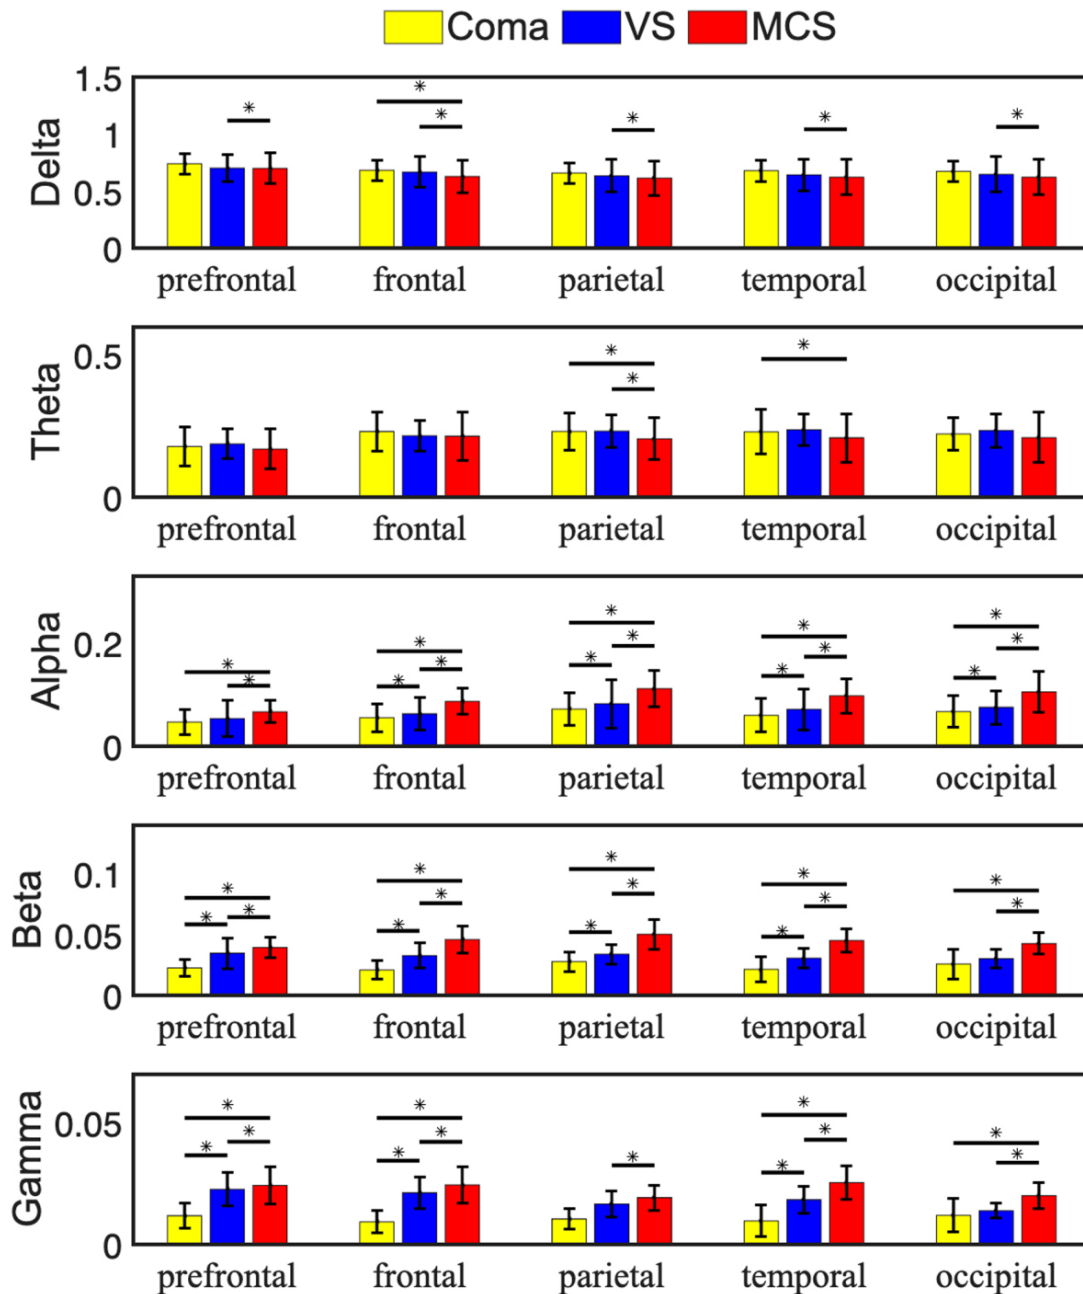 Coma VS MCS
Delta
1.5
1
0.5
0
* * * * * *
prefrontal frontal parietal temporal occipital
Theta
0.5
0
* * *
prefrontal frontal parietal temporal occipital
Alpha
0.2
0
* * * * * * * * * * * * * *
prefrontal frontal parietal temporal occipital
Beta
0.1
0.05
0
* * * * * * * * * * * * * *
prefrontal frontal parietal temporal occipital
Gamma
0.05
0
* * * * * * * * * * * *
prefrontal frontal parietal temporal occipital